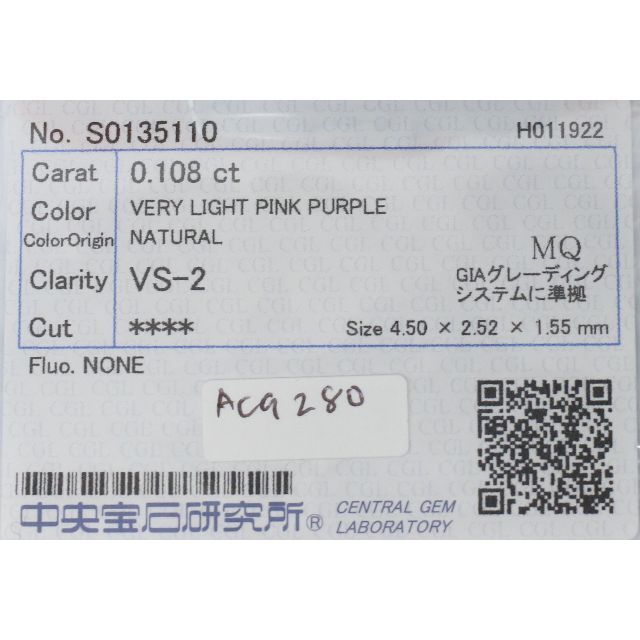 No. S0135110 H011922
Carat 0.108 ct
Color VERY LIGHT PINK PURPLE
ColorOrigin NATURAL
MQ
Clarity VS-2 GIAグレーディング
システムに準拠
Cut **** Size 4.50 × 2.52 × 1.55 mm
Fluo. NONE
ACG280
中央宝石研究所® CENTRAL GEM
LABORATORY